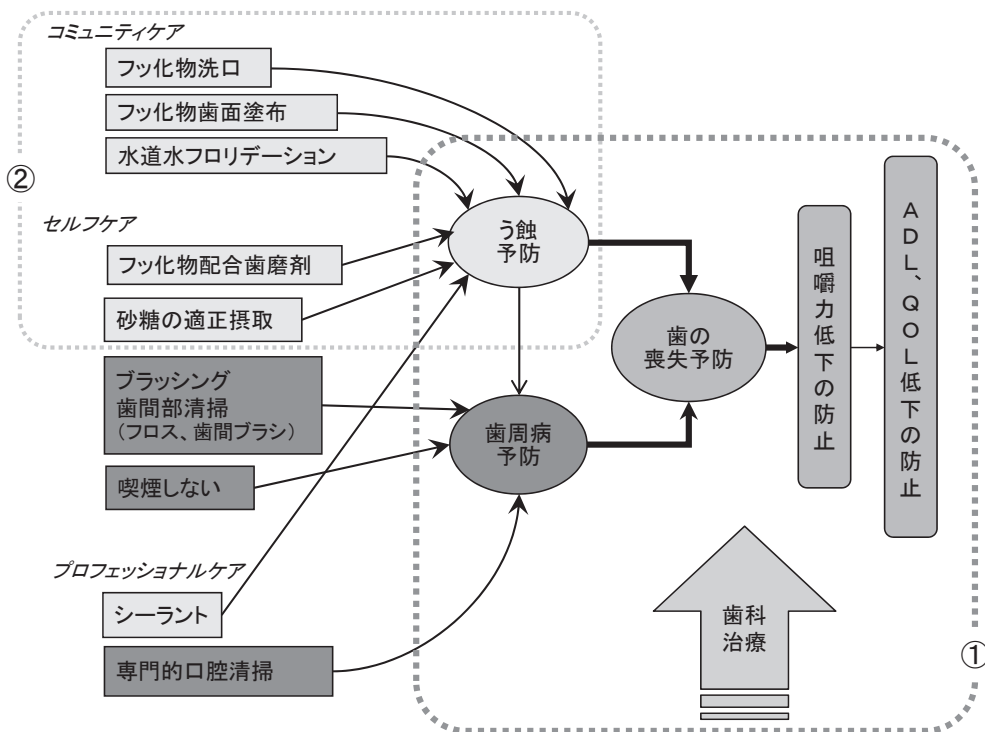 コミュニティケア
フッ化物洗口
フッ化物歯面塗布
水道水フロリデーション
②
セルフケア
フッ化物配合歯磨剤
砂糖の適正摂取
ブラッシング
歯間部清掃
（フロス、歯間ブラシ）
喫煙しない
プロフェッショナルケア
シーラント
専門的口腔清掃
う蝕
予防
歯周病
予防
歯の
喪失予防
咀嚼力低下の防止
ADL、QOL低下の防止
歯科
治療
①